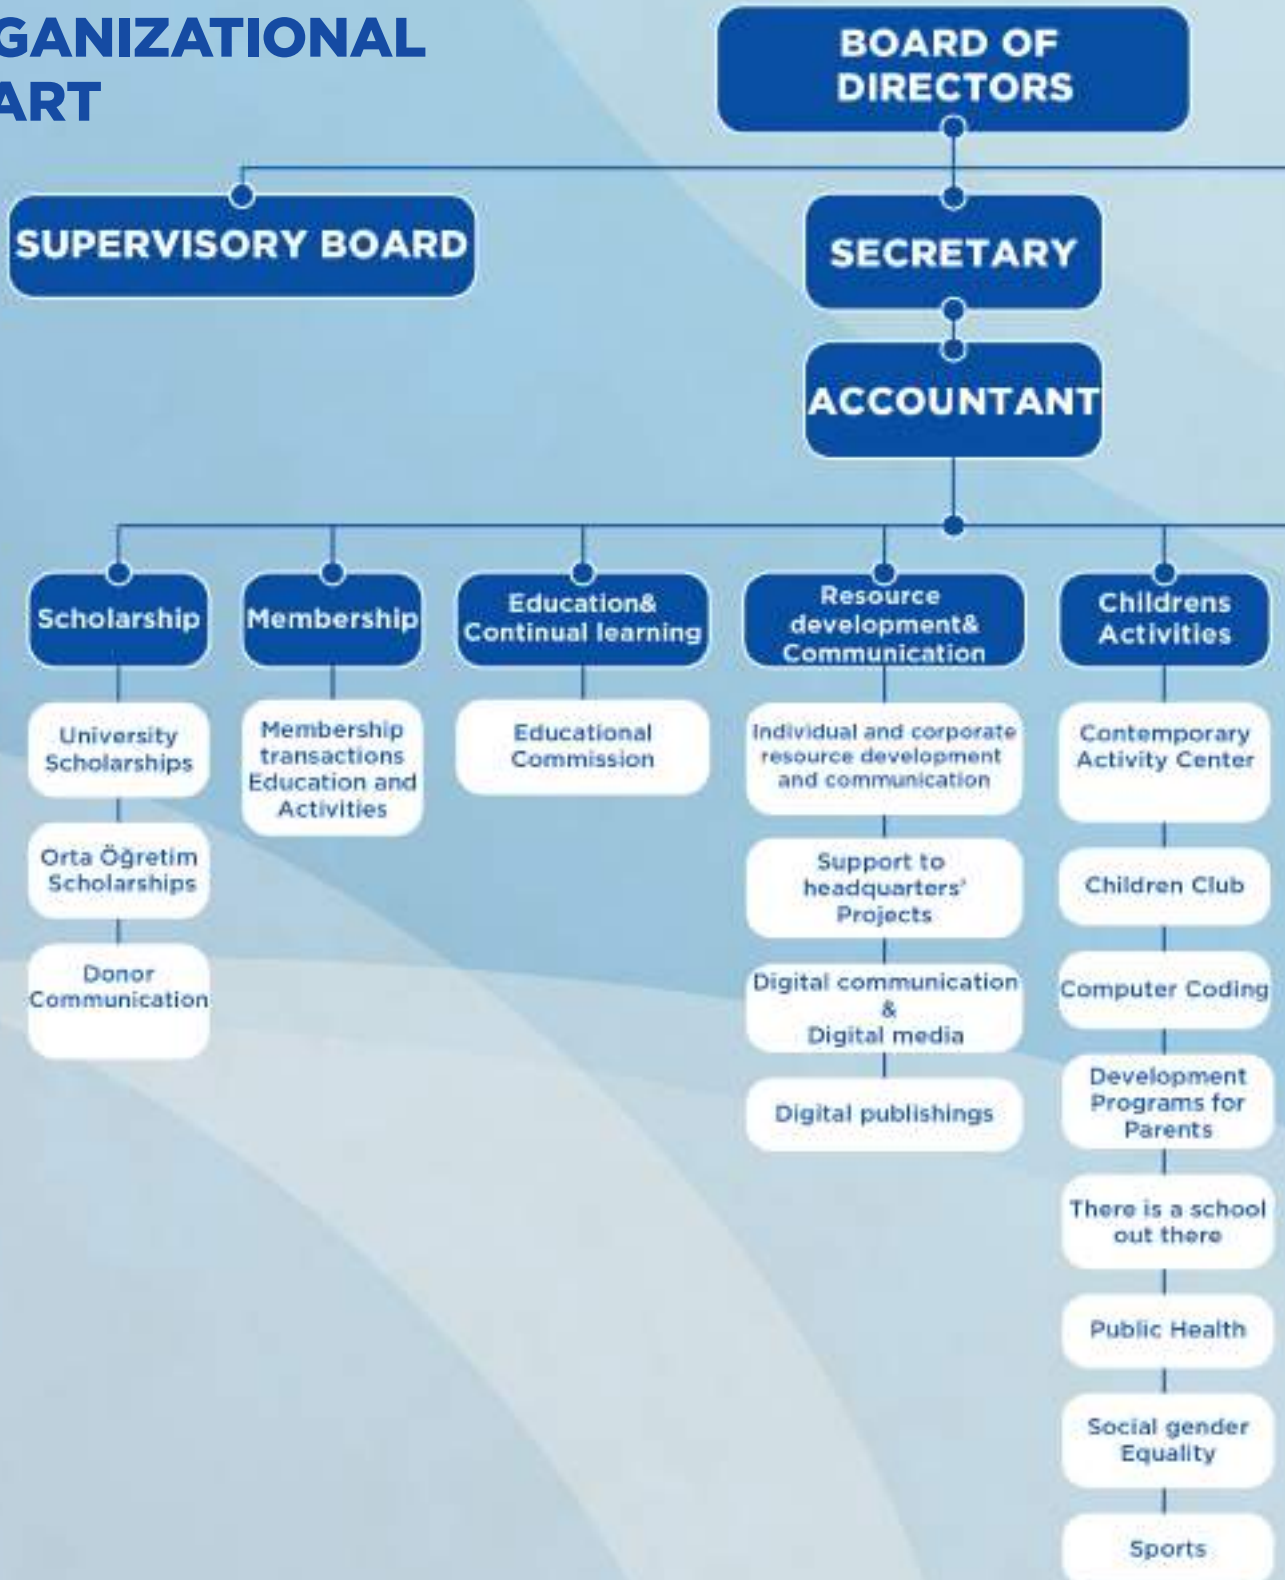 GANIZATIONAL
ART
BOARD OF
DIRECTORS
SUPERVISORY BOARD
SECRETARY
ACCOUNTANT
Scholarship
University
Scholarships
Orta Öğretim
Scholarships
Donor
Communication
Membership
Membership
transactions
Education and
Activities
Education&
Continual learning
Educational
Commission
Resource
development&
Communication
Individual and corporate
resource development
and communication
Support to
headquarters'
Projects
Digital communication
&
Digital media
Digital publishings
Childrens
Activities
Contemporary
Activity Center
Children Club
Computer Coding
Development
Programs for
Parents
There is a school
out there
Public Health
Social gender
Equality
Sports